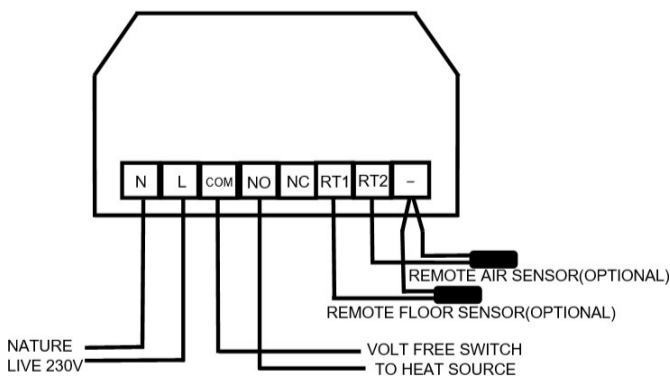 N L COM NO NC RT1 RT2 –
REMOTE AIR SENSOR(OPTIONAL)
REMOTE FLOOR SENSOR(OPTIONAL)
NATURE
VOLT FREE SWITCH
LIVE 230V
TO HEAT SOURCE